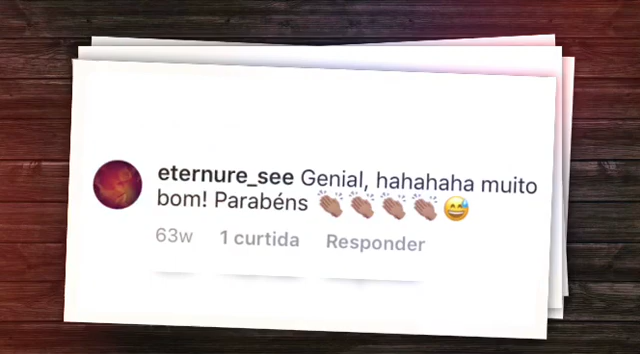 eternure_see Genial, hahahaha muito
bom! Parabéns 👏🏽👏🏽👏🏽👏🏽😅
63w 1 curtida Responder